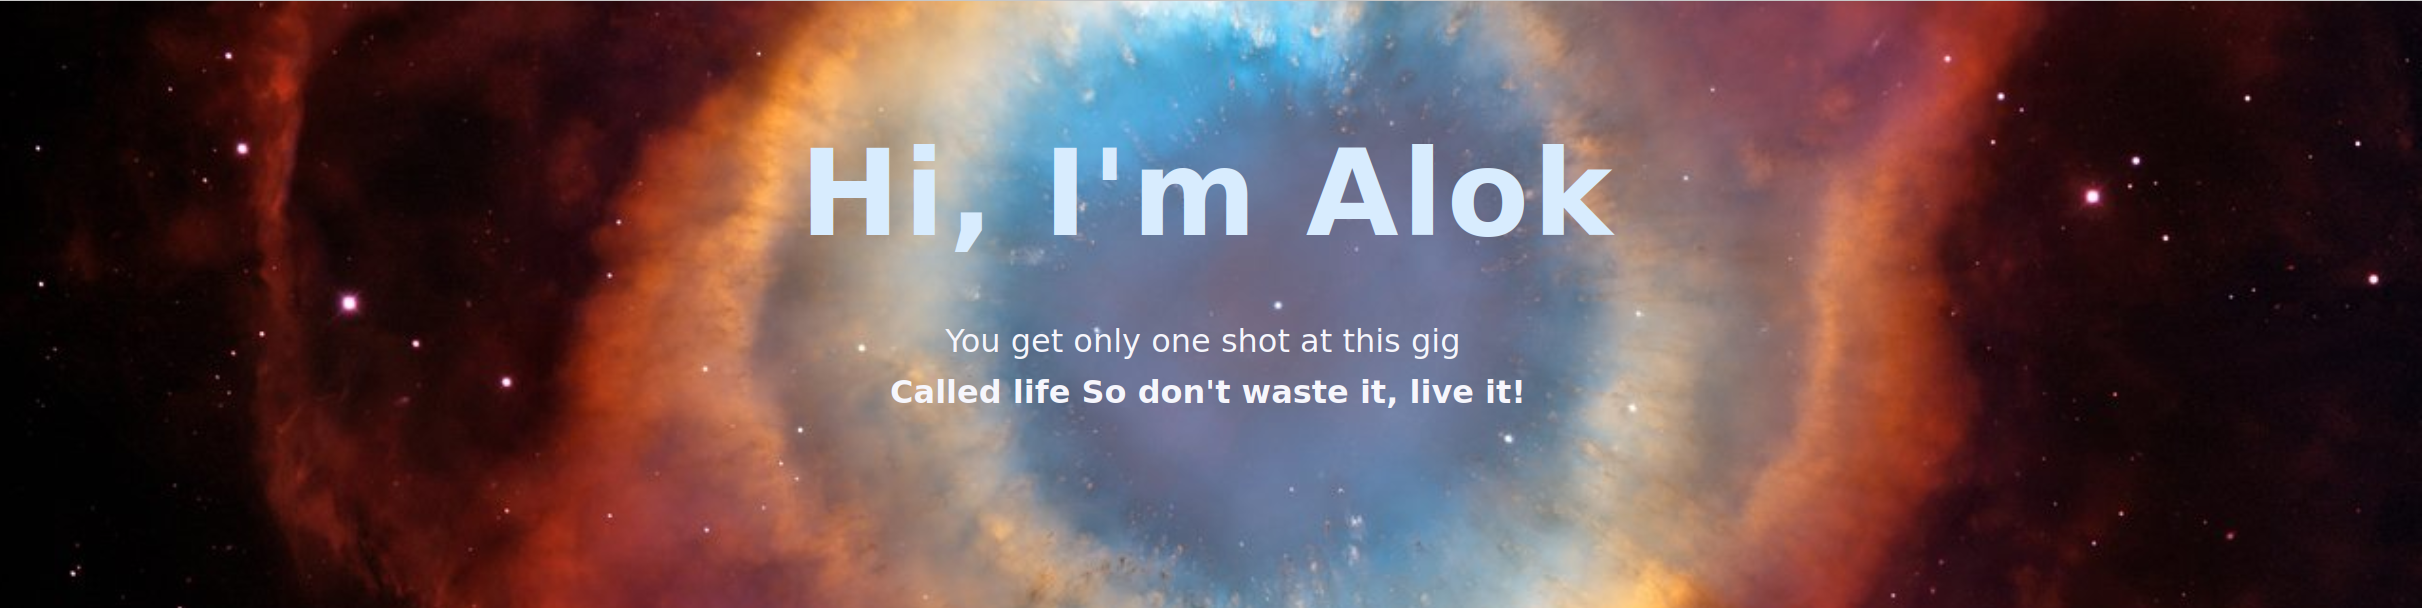 Hi, I'm Alok
You get only one shot at this gig
Called life So don't waste it, live it!